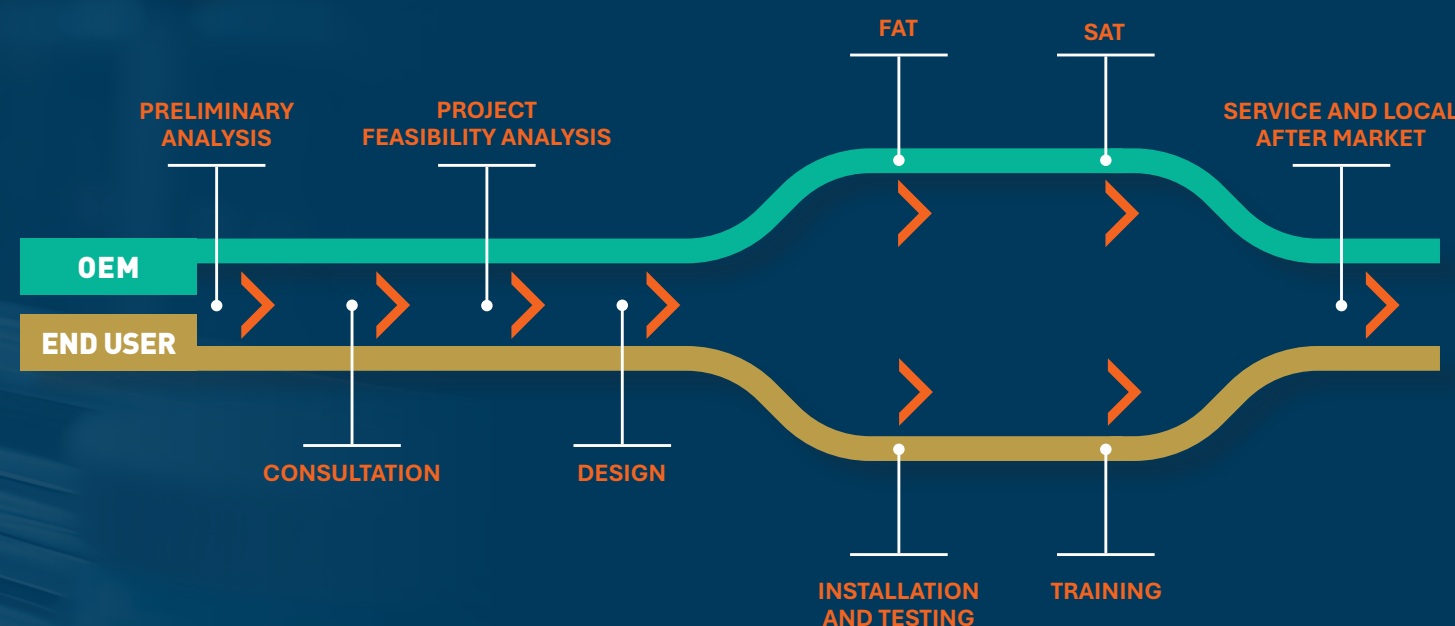 FAT
SAT
PRELIMINARY
ANALYSIS
PROJECT
FEASIBILITY ANALYSIS
SERVICE AND LOCAL
AFTER MARKET
OEM
END USER
CONSULTATION
DESIGN
INSTALLATION
AND TESTING
TRAINING